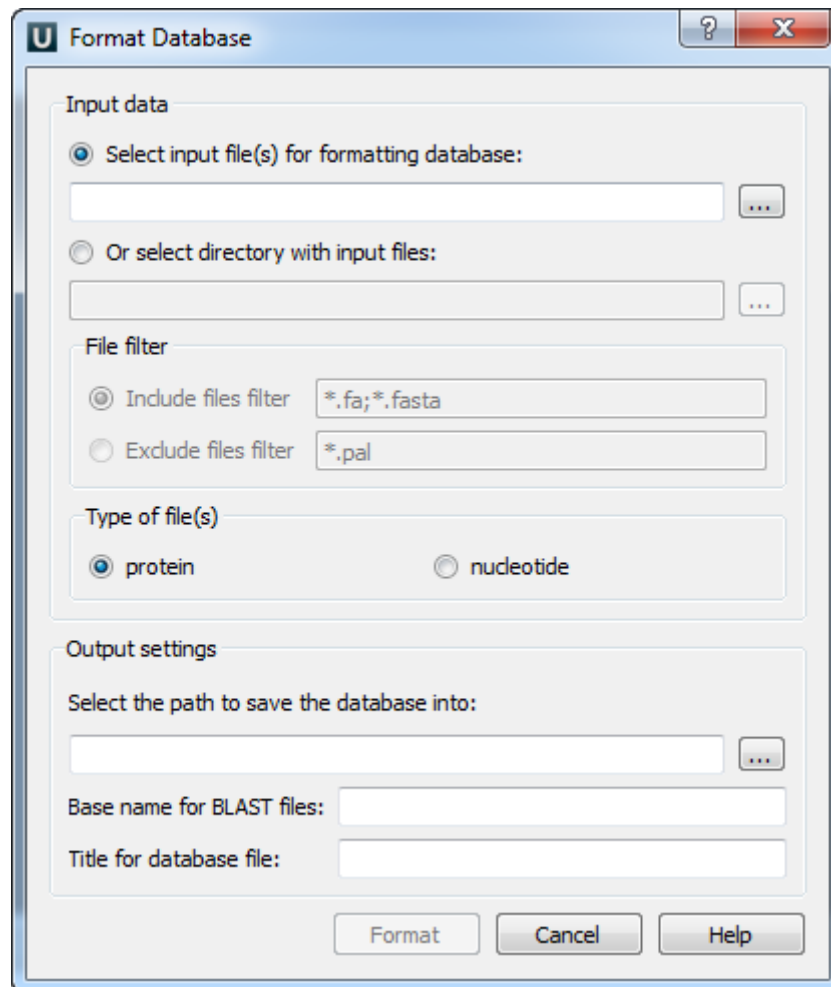 U Format Database
?
Input data
Select input file(s) for formatting database:
...
Or select directory with input files:
...
File filter
Include files filter *.fa;*.fasta
Exclude files filter *.pal
Type of file(s)
protein nucleotide
Output settings
Select the path to save the database into:
...
Base name for BLAST files:
Title for database file:
Format Cancel Help